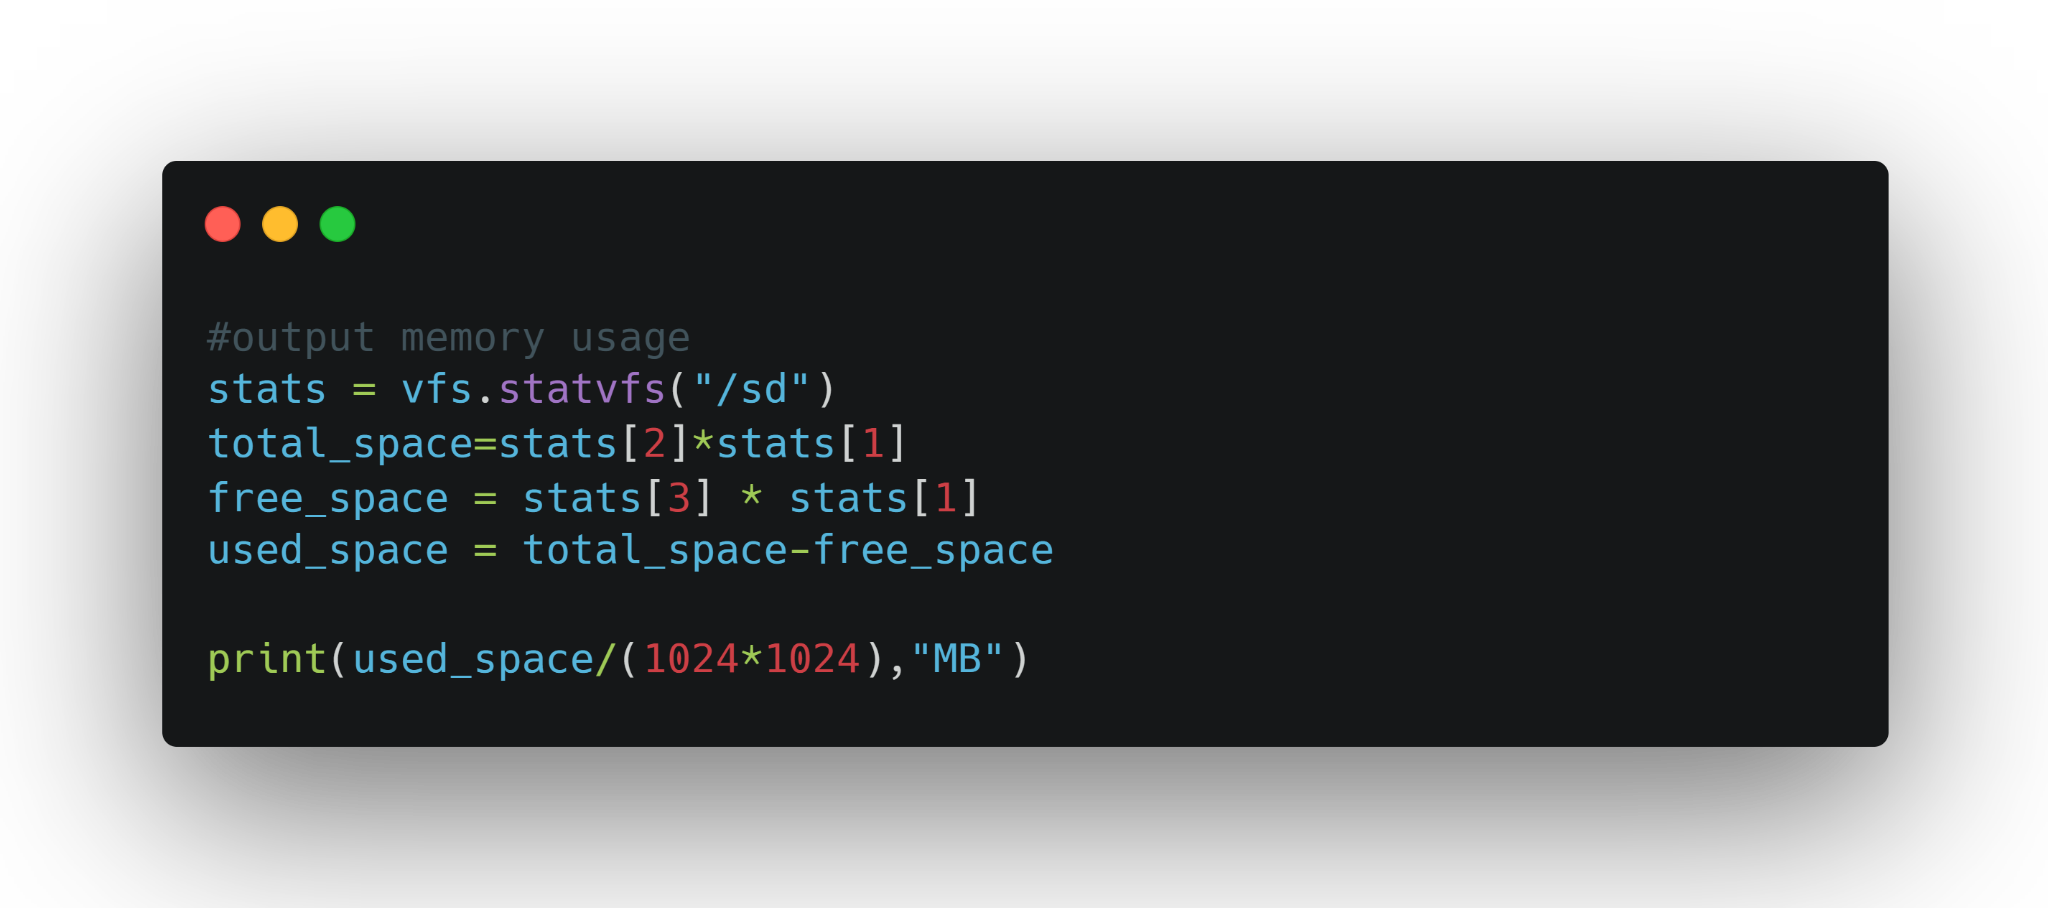 #output memory usage
stats = vfs.statvfs("/sd")
total_space=stats[2]*stats[1]
free_space = stats[3] * stats[1]
used_space = total_space-free_space
print(used_space/(1024*1024),"MB")